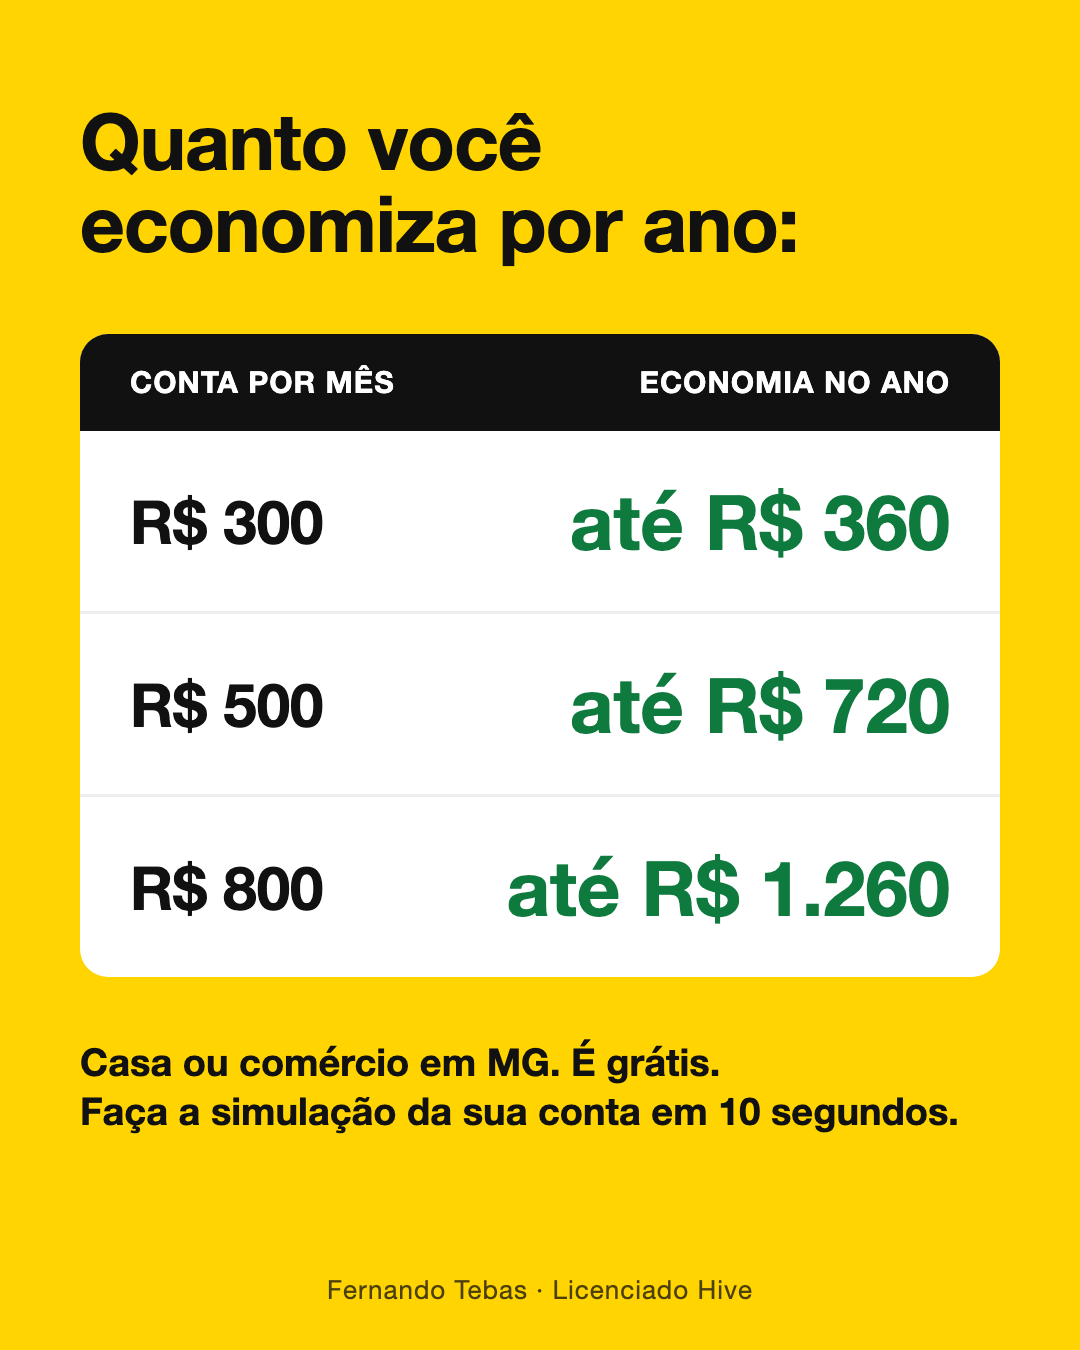 Quanto você
economiza por ano:
CONTA POR MÊS ECONOMIA NO ANO
R$ 300 até R$ 360
R$ 500 até R$ 720
R$ 800 até R$ 1.260
Casa ou comércio em MG. É grátis.
Faça a simulação da sua conta em 10 segundos.
Fernando Tebas · Licenciado Hive